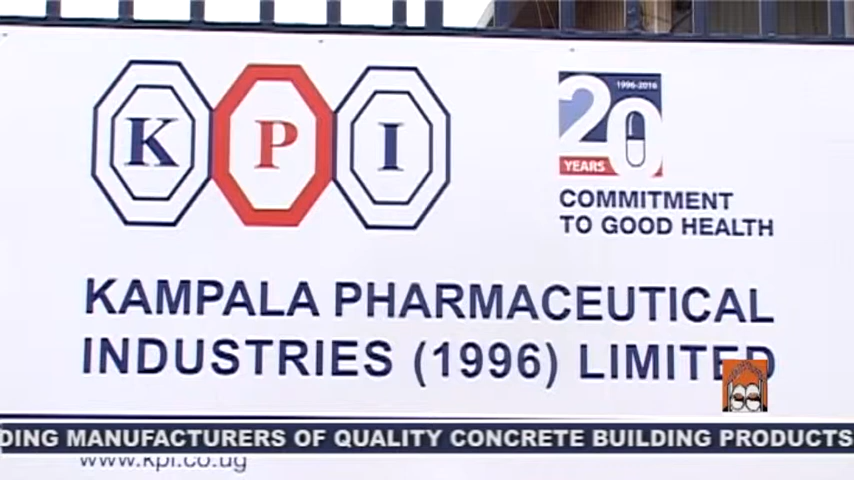 K P I
1996-2016
20
YEARS
COMMITMENT
TO GOOD HEALTH
KAMPALA PHARMACEUTICAL
INDUSTRIES (1996) LIMITED
DING MANUFACTURERS OF QUALITY CONCRETE BUILDING PRODUCTS
www.kpi.co.ug